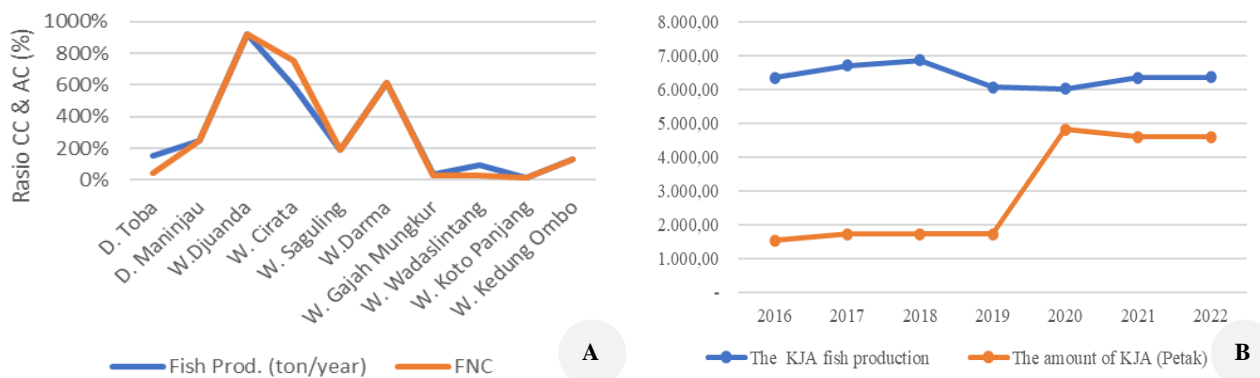 Rasio CC & AC (%)
1000%
800%
600%
400%
200%
0%
D. Toba
D. Maninjau
W.Djuanda
W. Cirata
W. Saguling
W.Darma
W. Gajah Mungkur
W. Wadaslintang
W. Koto Panjang
W. Kedung Ombo
Fish Prod. (ton/year) FNC
A
8.000,00
7.000,00
6.000,00
5.000,00
4.000,00
3.000,00
2.000,00
1.000,00
-
2016 2017 2018 2019 2020 2021 2022
The KJA fish production The amount of KJA (Petak)
B